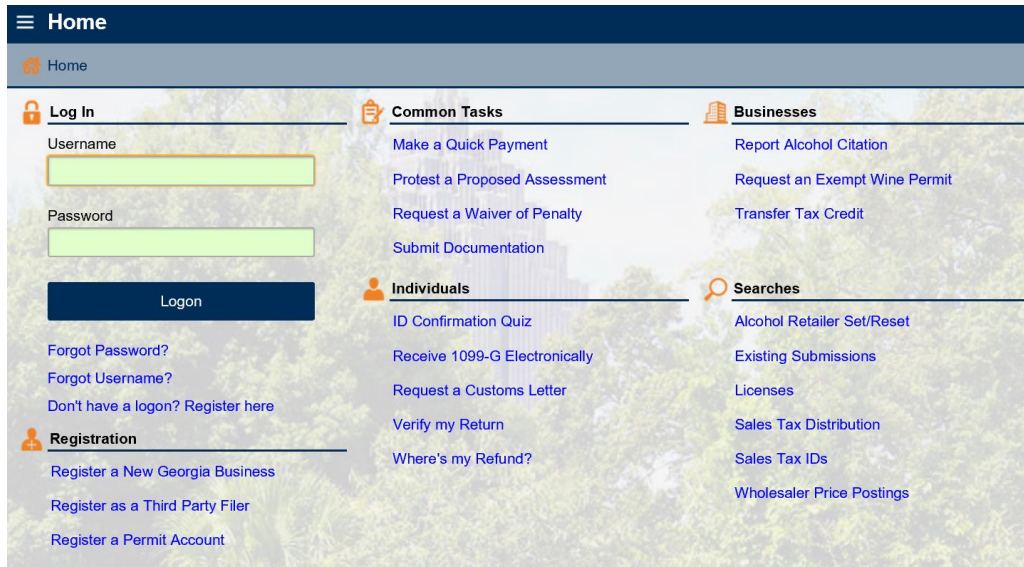 Home
Home
Log In
Username
Password
Logon
Forgot Password?
Forgot Username?
Don't have a logon? Register here
Registration
Register a New Georgia Business
Register as a Third Party Filer
Register a Permit Account
Common Tasks
Make a Quick Payment
Protest a Proposed Assessment
Request a Waiver of Penalty
Submit Documentation
Individuals
ID Confirmation Quiz
Receive 1099-G Electronically
Request a Customs Letter
Verify my Return
Where's my Refund?
Businesses
Report Alcohol Citation
Request an Exempt Wine Permit
Transfer Tax Credit
Searches
Alcohol Retailer Set/Reset
Existing Submissions
Licenses
Sales Tax Distribution
Sales Tax IDs
Wholesaler Price Postings